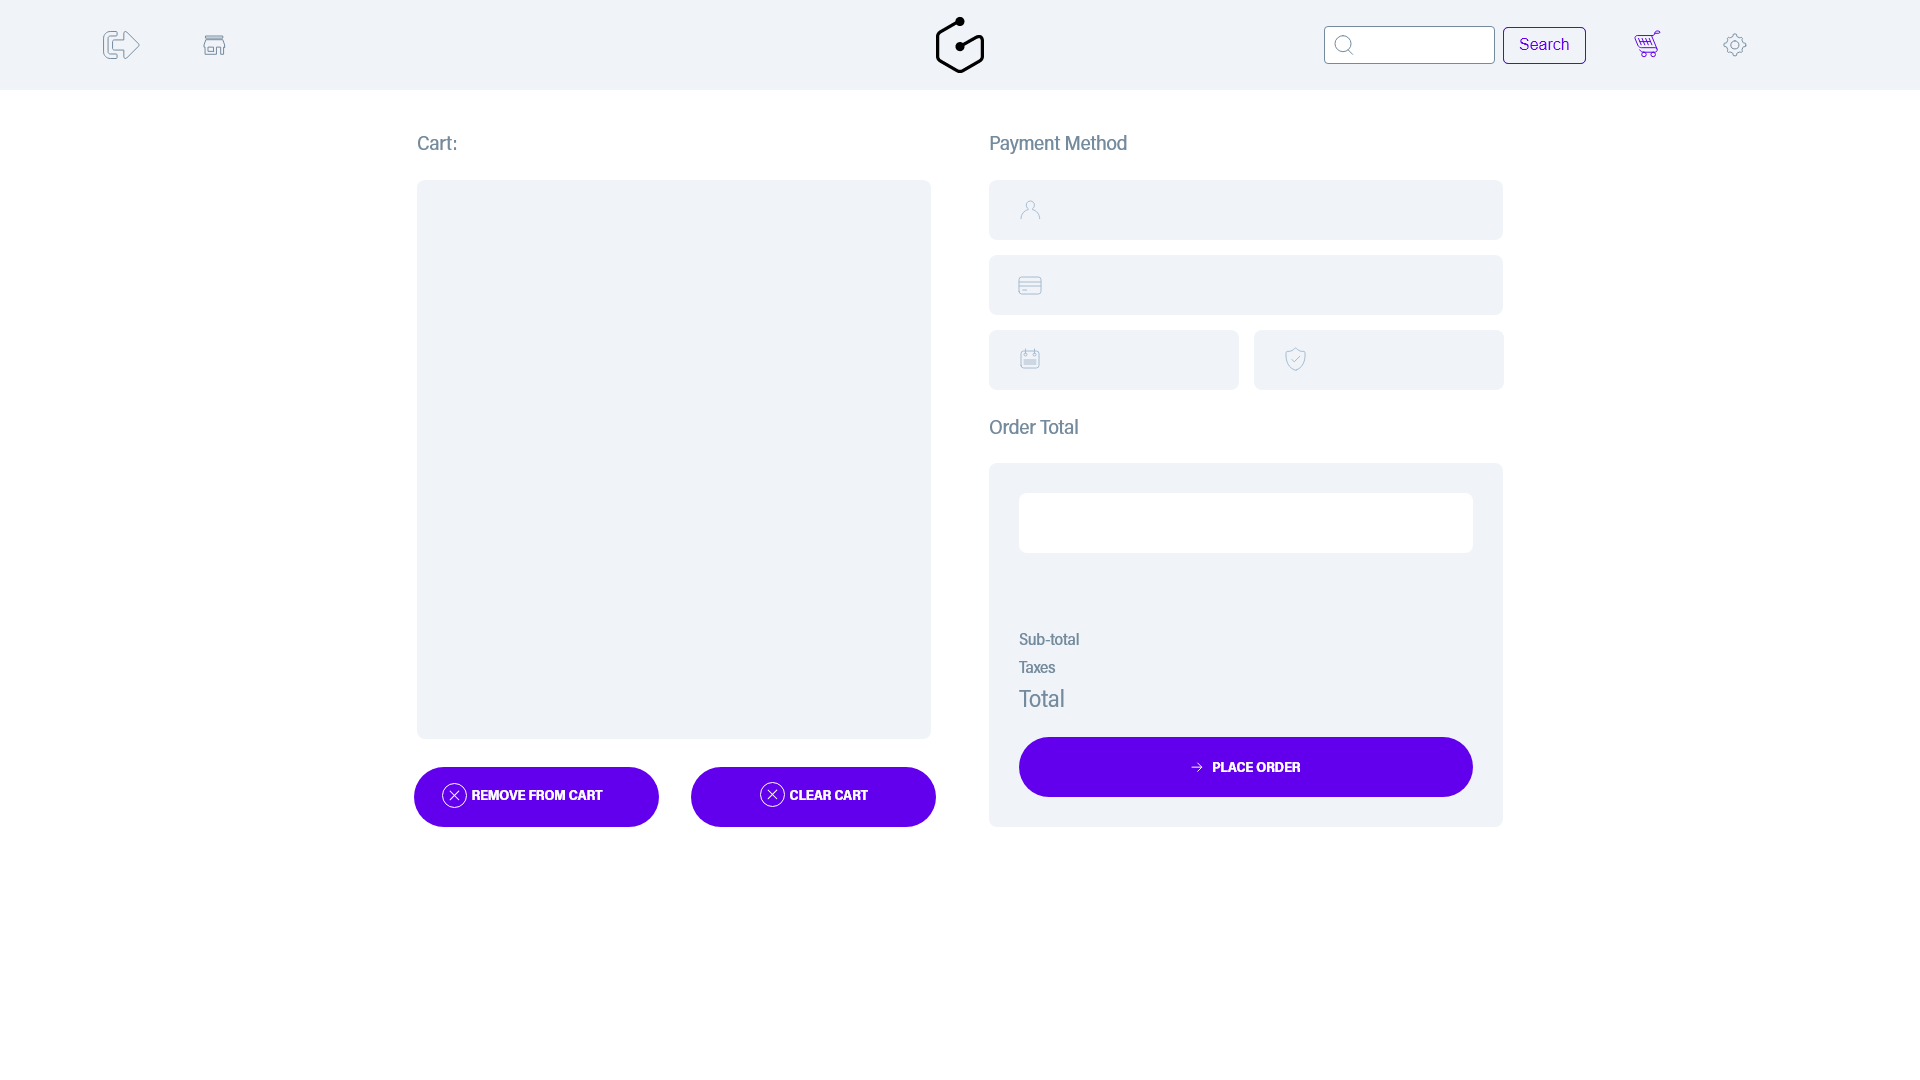 Search
Cart:
Payment Method
Order Total
Sub-total
Taxes
Total
PLACE ORDER
REMOVE FROM CART
CLEAR CART